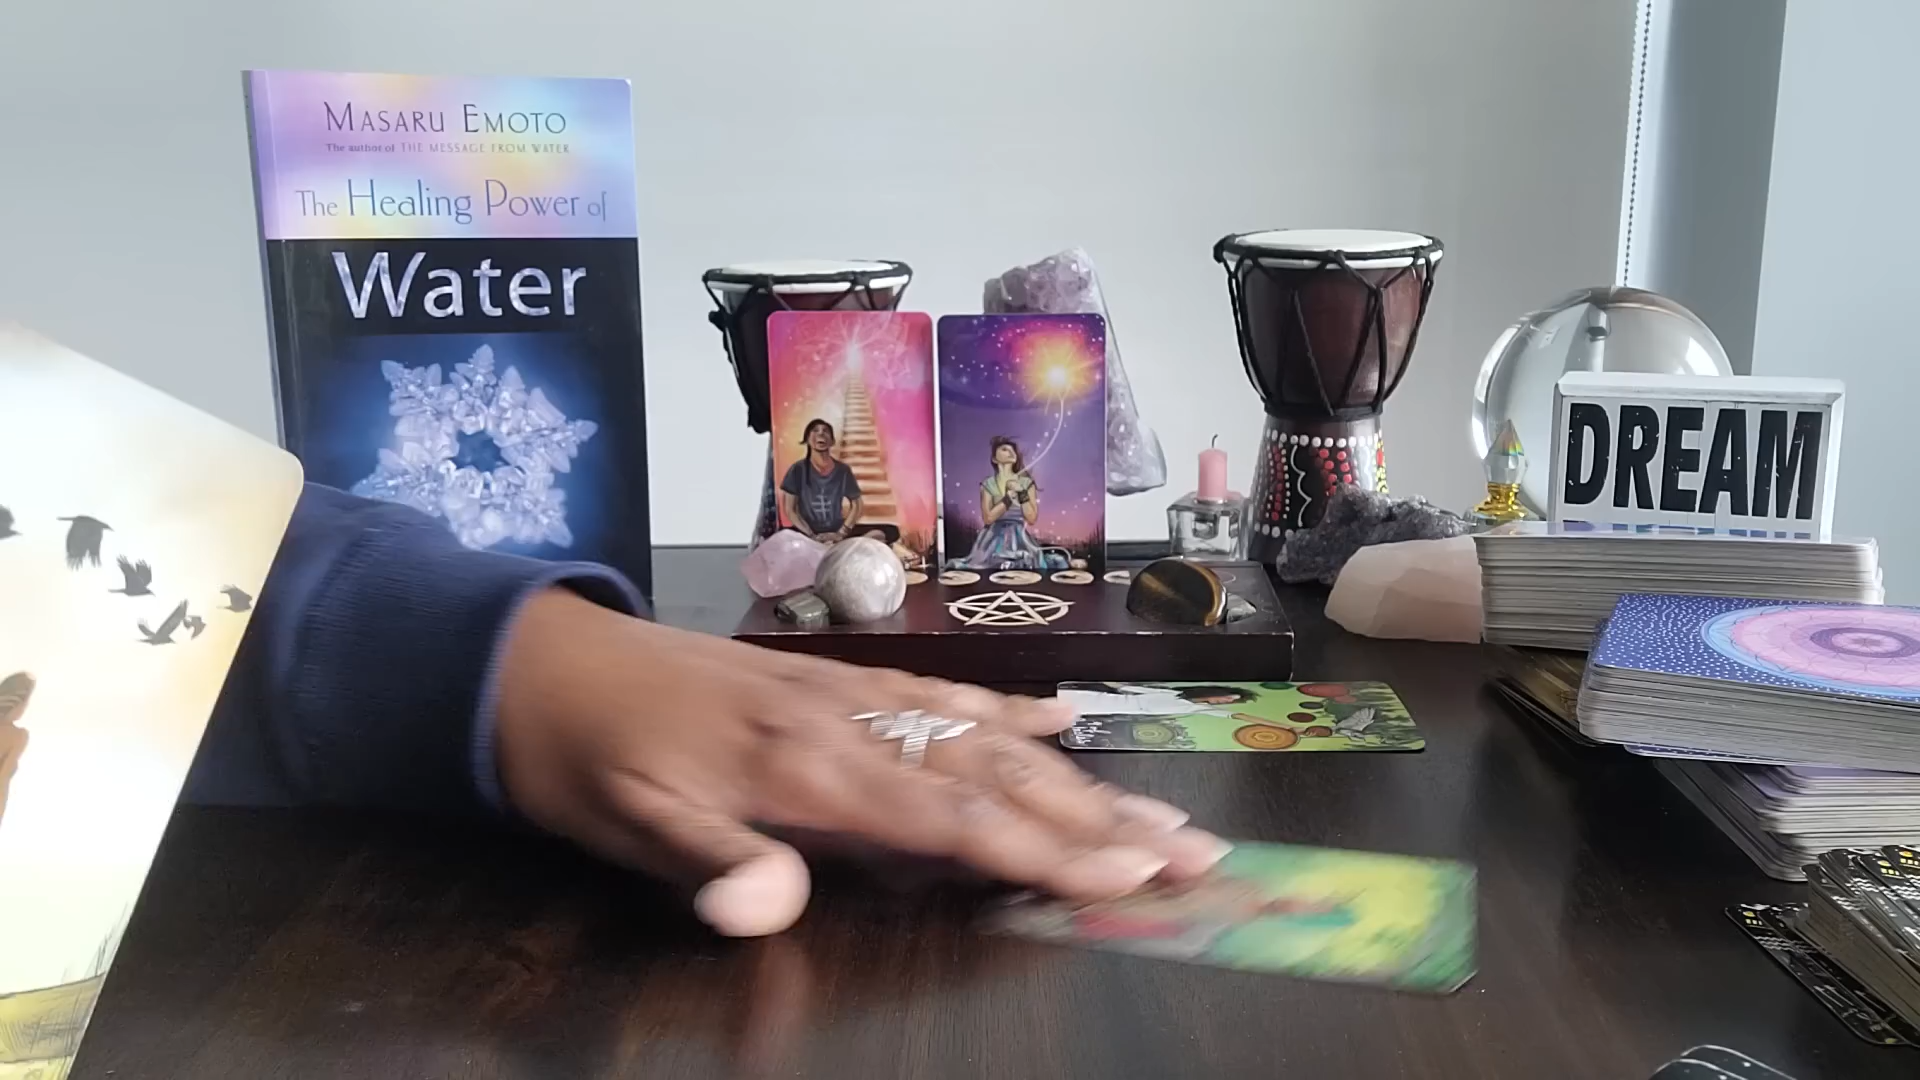 MASARU EMOTO
The author of THE MESSAGE FROM WATER
The Healing Power of
Water
DREAM